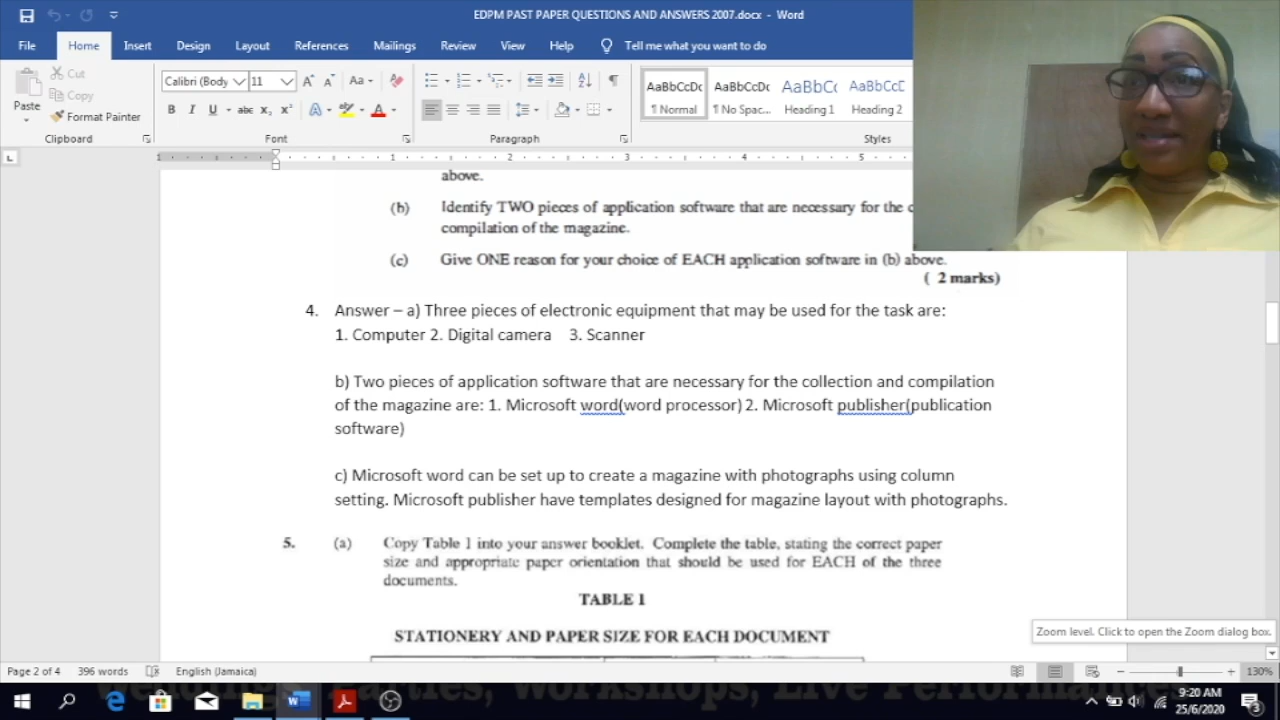 EDPM PAST PAPER QUESTIONS AND ANSWERS 2007.docx - Word
File Home Insert Design Layout References Mailings Review View Help Tell me what you want to do
Cut
Copy
Paste
Format Painter
Calibri (Body 11
AaBbCcDc AaBbCcDc AaBbC( AaBbCcD
¶ Normal ¶ No Spac... Heading 1 Heading 2
Clipboard Font Paragraph Styles
1 1 2 3 4 5
above.
(b) Identify TWO pieces of application software that are necessary for the c
compilation of the magazine.
(c) Give ONE reason for your choice of EACH application software in (b) above.
( 2 marks)
4. Answer – a) Three pieces of electronic equipment that may be used for the task are:
1. Computer 2. Digital camera 3. Scanner
b) Two pieces of application software that are necessary for the collection and compilation
of the magazine are: 1. Microsoft word(word processor) 2. Microsoft publisher(publication
software)
c) Microsoft word can be set up to create a magazine with photographs using column
setting. Microsoft publisher have templates designed for magazine layout with photographs.
5. (a) Copy Table 1 into your answer booklet. Complete the table, stating the correct paper
size and appropriate paper orientation that should be used for EACH of the three
documents.
TABLE 1
STATIONERY AND PAPER SIZE FOR EACH DOCUMENT
Zoom level. Click to open the Zoom dialog box.
Page 2 of 4 396 words English (Jamaica) 130%
9:20 AM
25/6/2020
3